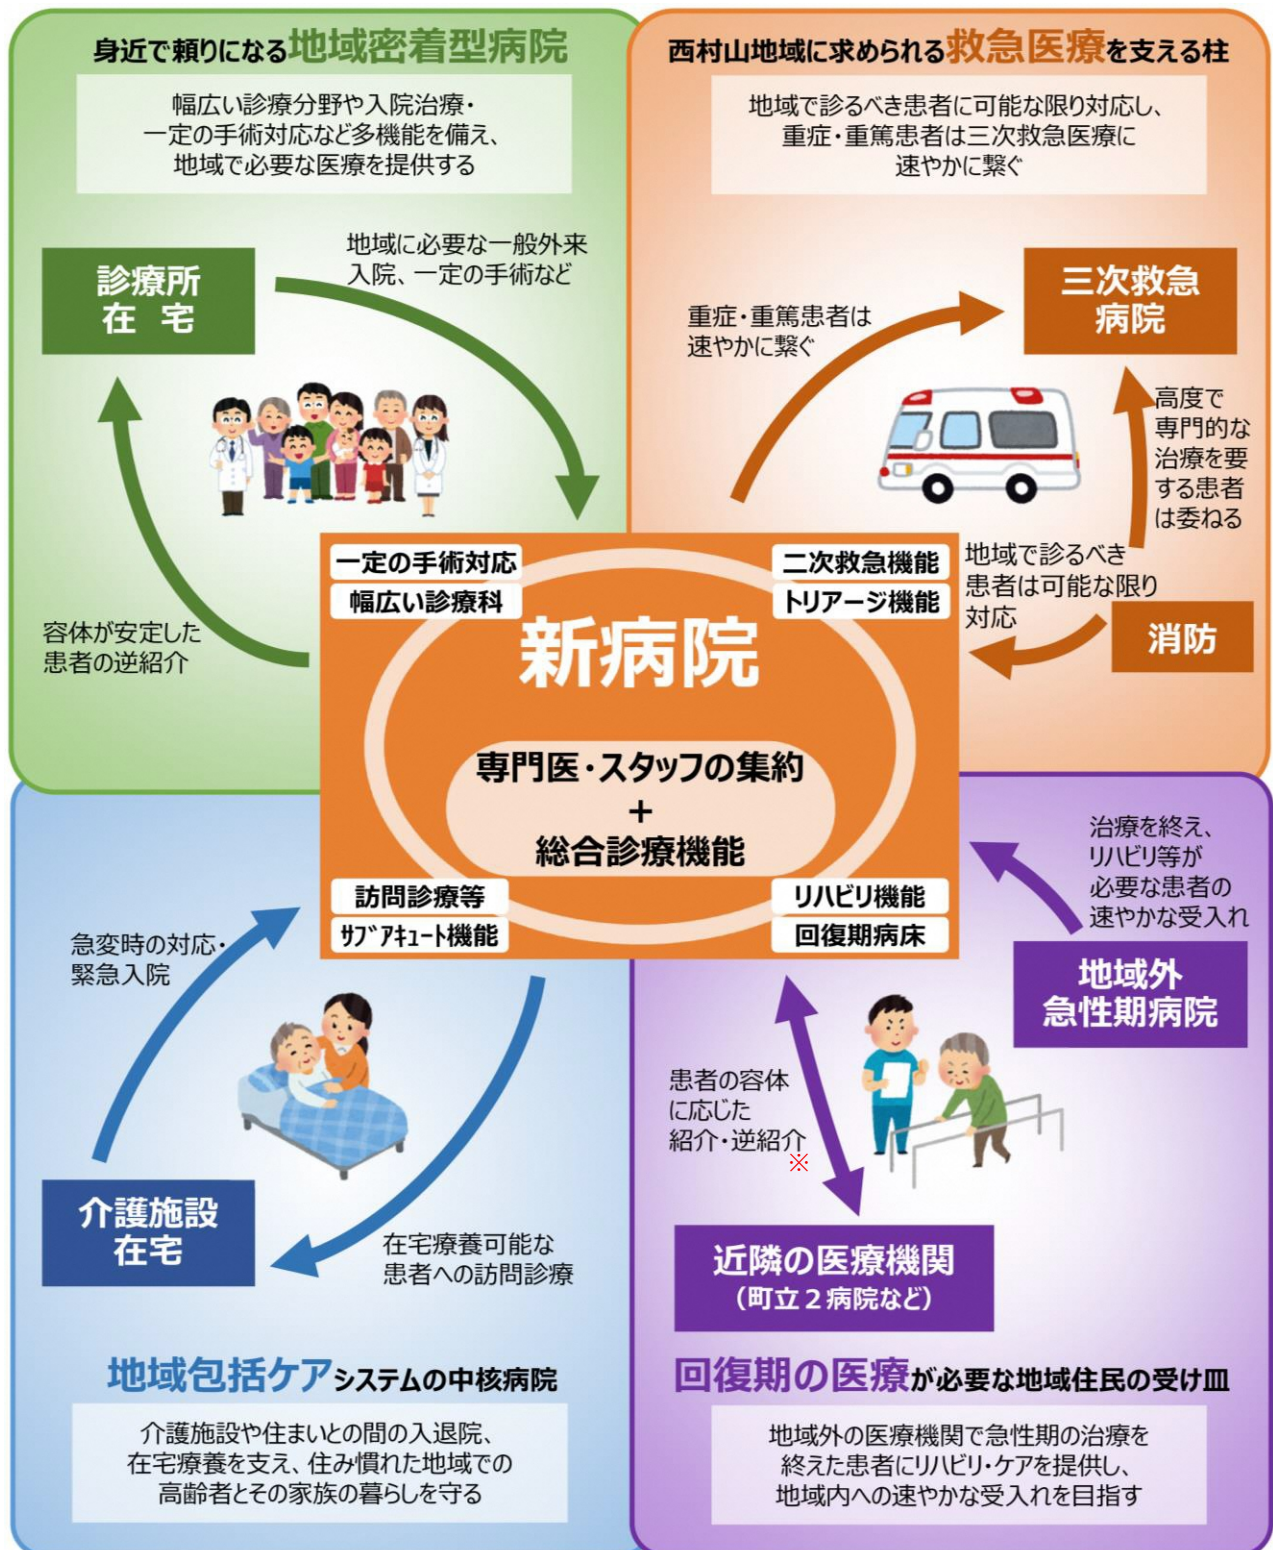 身近で頼りになる地域密着型病院
幅広い診療分野や入院治療・
一定の手術対応など多機能を備え、
地域で必要な医療を提供する
診療所
在 宅
地域に必要な一般外来
入院、一定の手術など
容体が安定した
患者の逆紹介
西村山地域に求められる救急医療を支える柱
地域で診るべき患者に可能な限り対応し、
重症・重篤患者は三次救急医療に
速やかに繋ぐ
重症・重篤患者は
速やかに繋ぐ
三次救急
病院
高度で
専門的な
治療を要
する患者
は委ねる
地域で診るべき
患者は可能な限り
対応
消防
一定の手術対応
幅広い診療科
二次救急機能
トリアージ機能
新病院
専門医・スタッフの集約
+
総合診療機能
訪問診療等
ｻﾌﾞｱｷｭｰﾄ機能
リハビリ機能
回復期病床
急変時の対応・
緊急入院
介護施設
在宅
在宅療養可能な
患者への訪問診療
地域包括ケアシステムの中核病院
介護施設や住まいとの間の入退院、
在宅療養を支え、住み慣れた地域での
高齢者とその家族の暮らしを守る
治療を終え、
リハビリ等が
必要な患者の
速やかな受入れ
地域外
急性期病院
患者の容体
に応じた
紹介・逆紹介
※
近隣の医療機関
（町立２病院など）
回復期の医療が必要な地域住民の受け皿
地域外の医療機関で急性期の治療を
終えた患者にリハビリ・ケアを提供し、
地域内への速やかな受入れを目指す